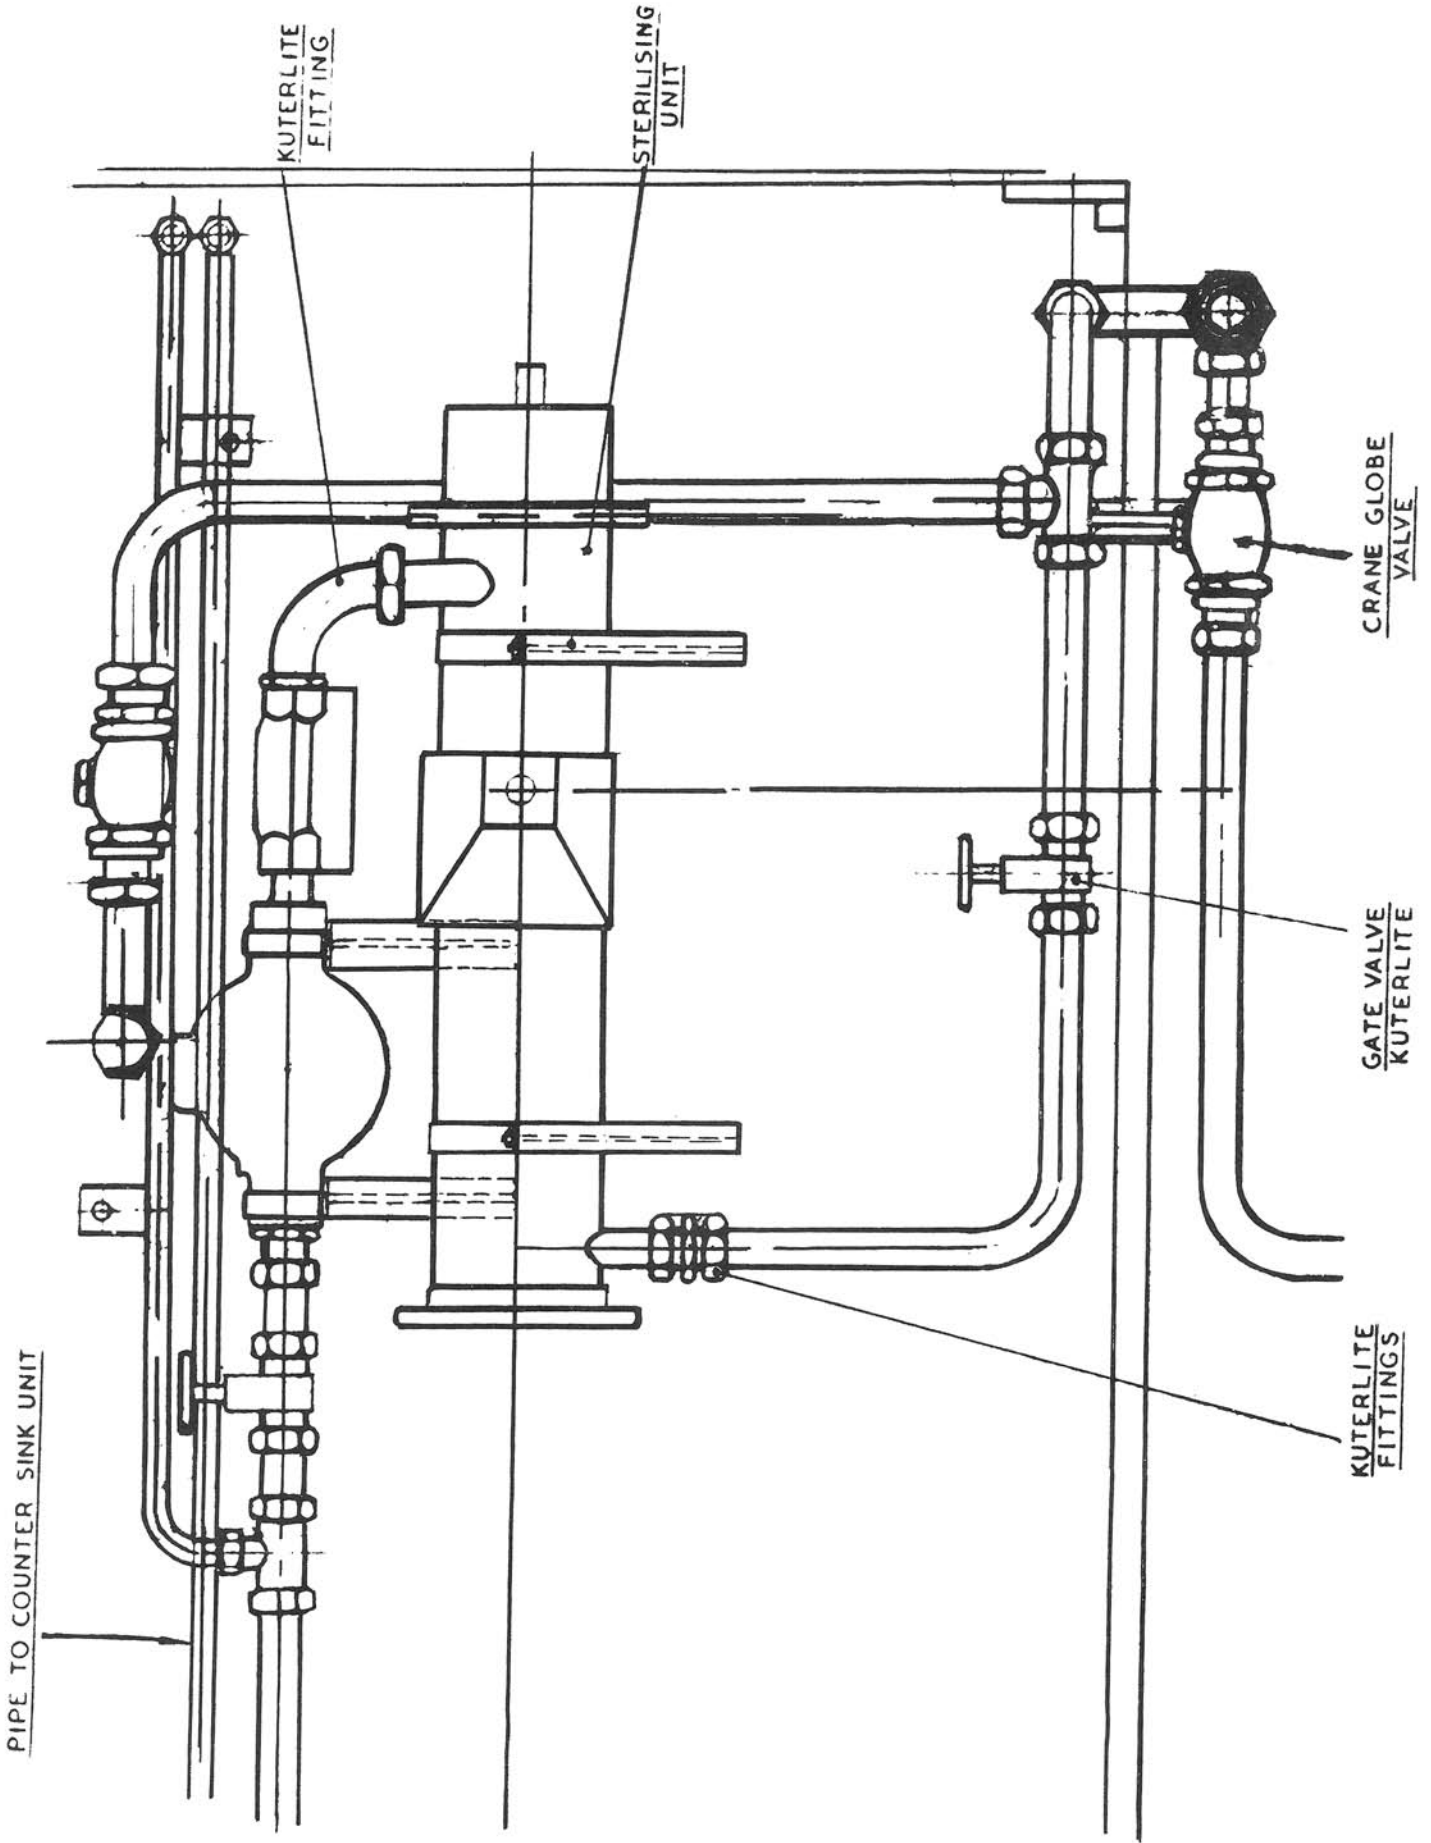 PIPE TO COUNTER SINK UNIT
KUTERLITE
FITTING
STERILISING
UNIT
KUTERLITE
FITTINGS
GATE VALVE
KUTERLITE
CRANE GLOBE
VALVE